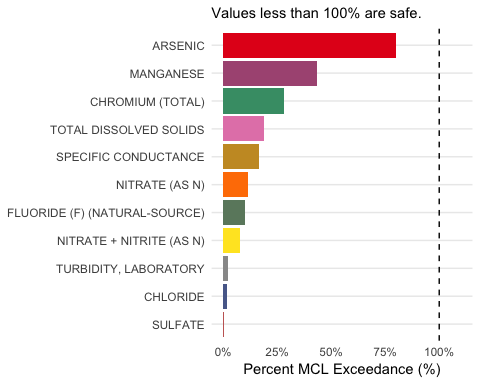 Values less than 100% are safe.
ARSENIC
MANGANESE
CHROMIUM (TOTAL)
TOTAL DISSOLVED SOLIDS
SPECIFIC CONDUCTANCE
NITRATE (AS N)
FLUORIDE (F) (NATURAL-SOURCE)
NITRATE + NITRITE (AS N)
TURBIDITY, LABORATORY
CHLORIDE
SULFATE
0% 25% 50% 75% 100%
Percent MCL Exceedance (%)